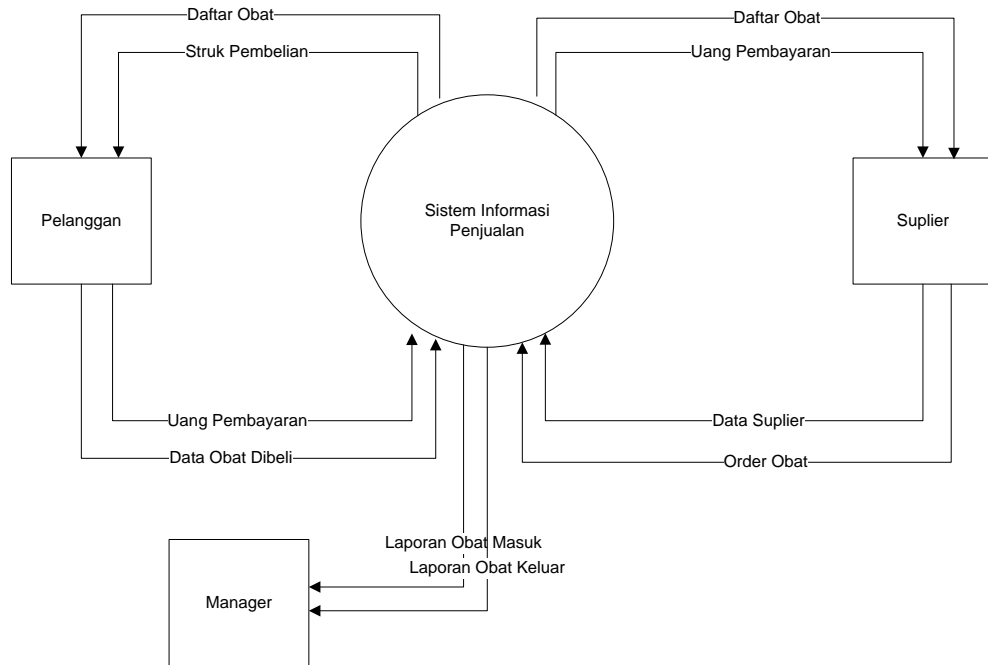 Daftar Obat
Daftar Obat
Struk Pembelian
Uang Pembayaran
Pelanggan
Sistem Informasi
Penjualan
Suplier
Uang Pembayaran
Data Suplier
Data Obat Dibeli
Order Obat
Laporan Obat Masuk
Laporan Obat Keluar
Manager